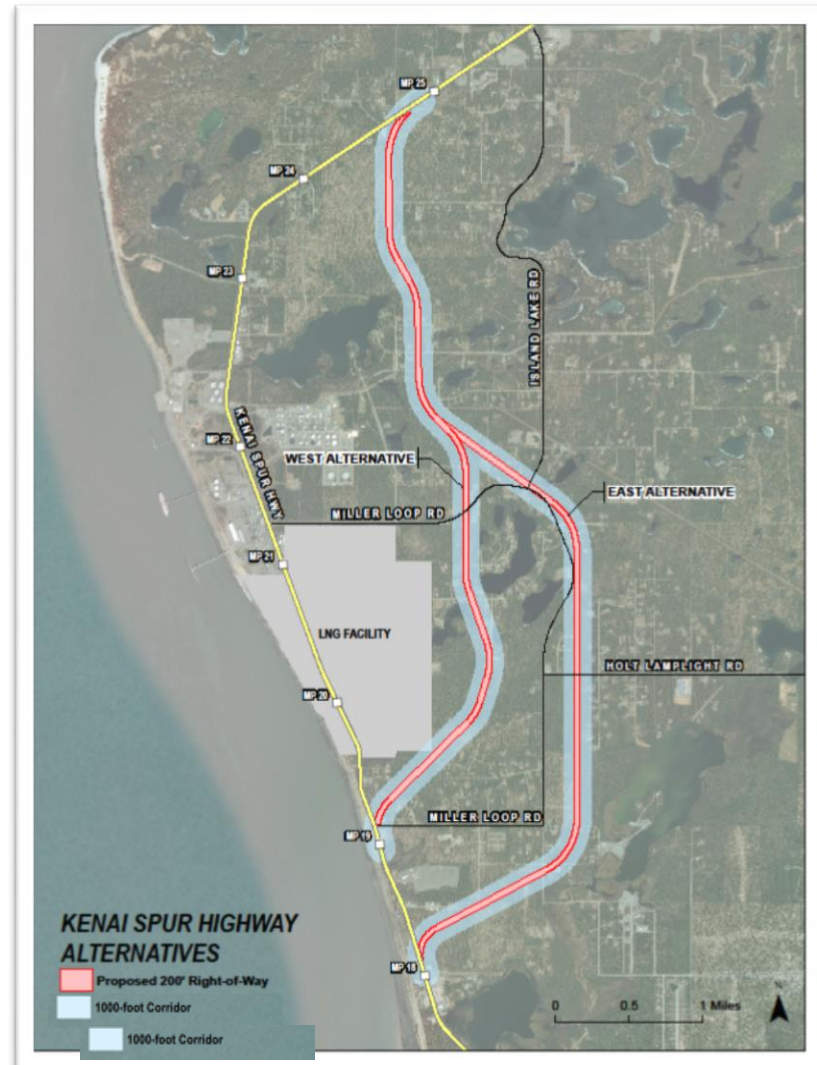 MP 25
MP 24
MP 23
ISLAND LAKE RD
KENAI SPUR HWY
MP 22
WEST ALTERNATIVE
EAST ALTERNATIVE
MILLER LOOP RD
MP 21
LNG FACILITY
HOLT LAMPLIGHT RD
MP 20
MILLER LOOP RD
MP 19
KENAI SPUR HIGHWAY
ALTERNATIVES
MP 18
Proposed 200' Right-of-Way
1000-foot Corridor
0 0.5 1 Miles
N
1000-foot Corridor